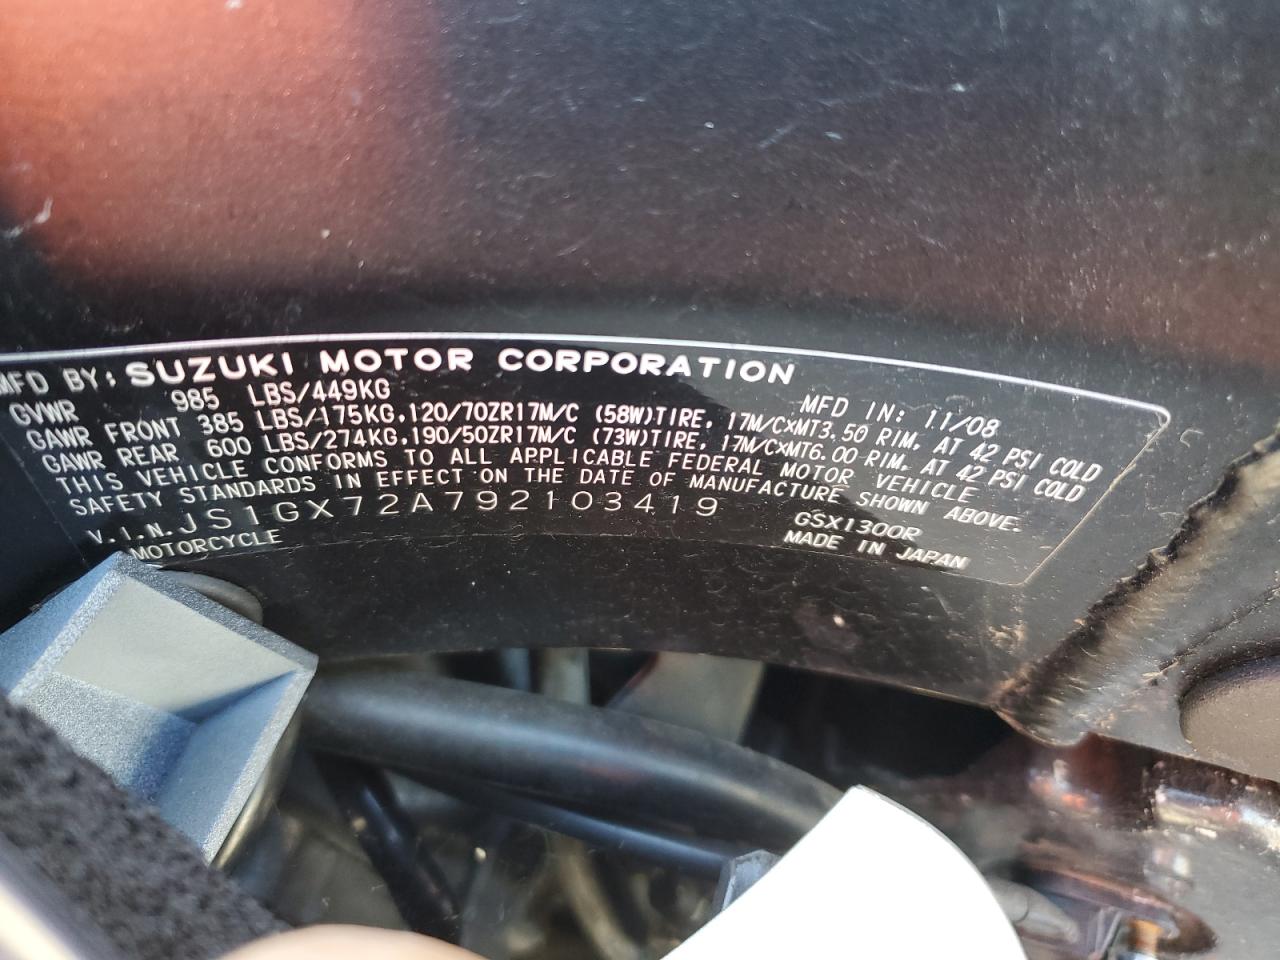 MFD BY: SUZUKI MOTOR CORPORATION
GVWR 985 LBS/449KG MFD IN: 11/08
GAWR FRONT 385 LBS/175KG.120/70ZR17M/C (58W)TIRE, 17M/C×MT3.50 RIM, AT 42 PSI COLD
GAWR REAR 600 LBS/274KG.190/50ZR17M/C (73W)TIRE, 17M/C×MT6.00 RIM, AT 42 PSI COLD
THIS VEHICLE CONFORMS TO ALL APPLICABLE FEDERAL MOTOR VEHICLE
SAFETY STANDARDS IN EFFECT ON THE DATE OF MANUFACTURE SHOWN ABOVE.
V.I.N. JS1GX72A792103419 GSX1300R
MOTORCYCLE MADE IN JAPAN